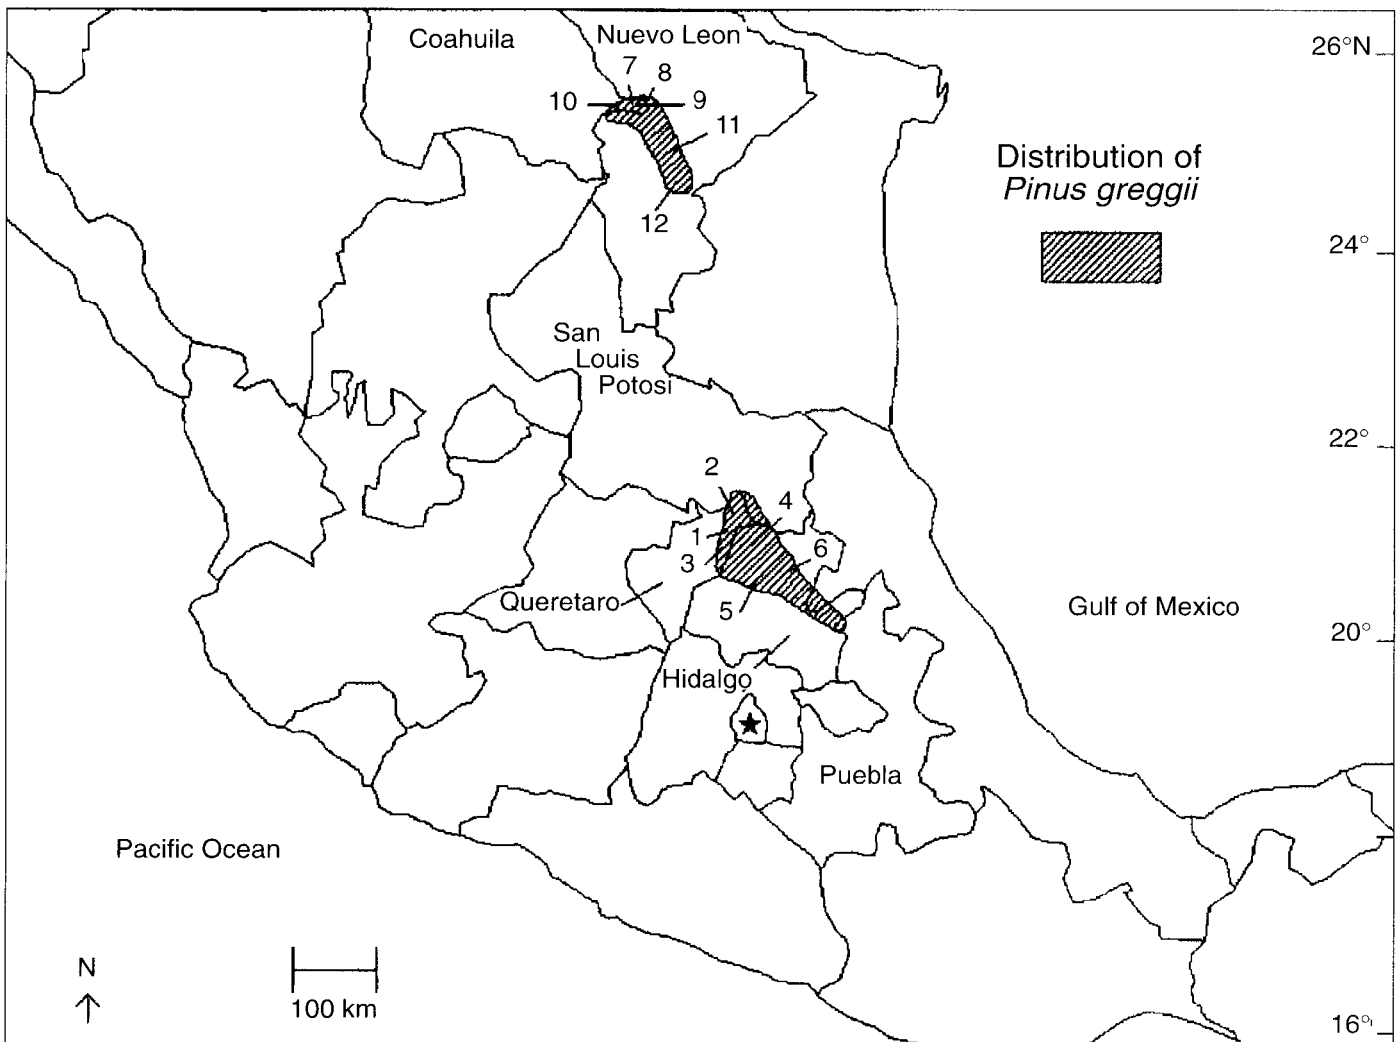 Coahuila
Nuevo Leon
26°N
7
8
10
9
11
12
Distribution of
Pinus greggii
24°
San
Louis
Potosi
22°
2
4
1
3
6
5
Queretaro
Gulf of Mexico
20°
Hidalgo
Puebla
Pacific Ocean
N
100 km
16°